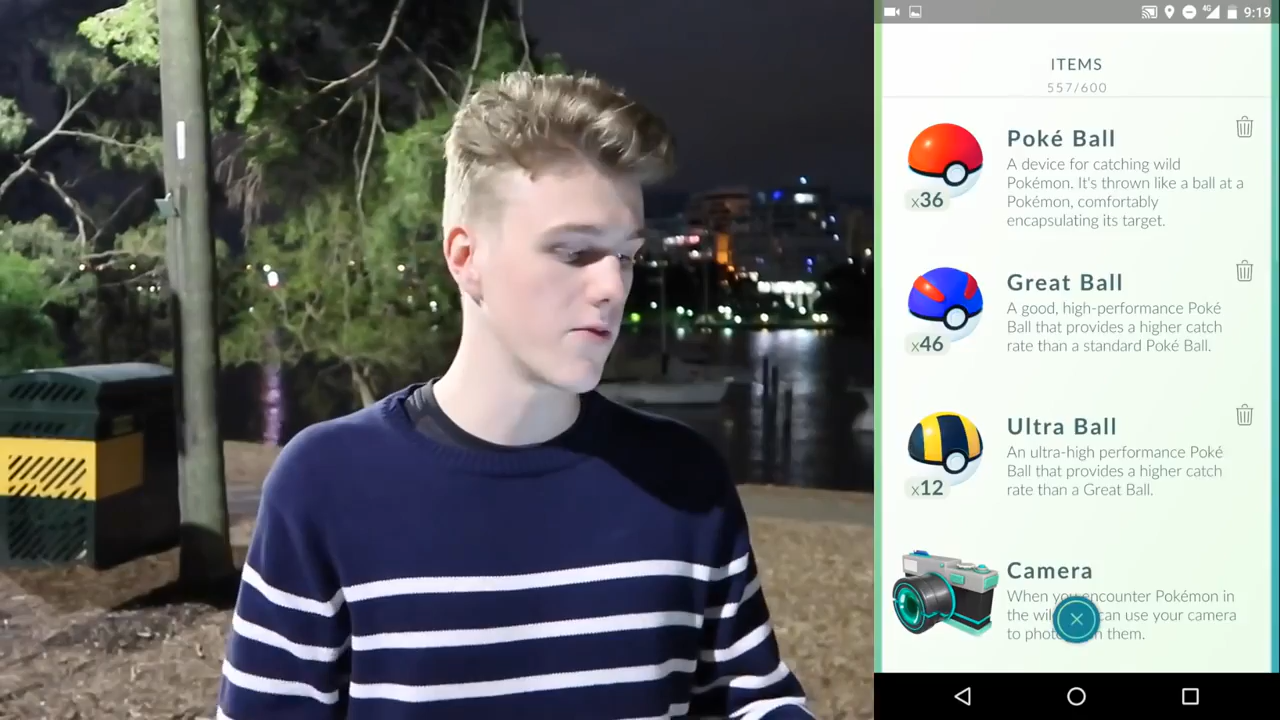 4G 9:19
ITEMS
557/600
Poké Ball
A device for catching wild
Pokémon. It's thrown like a ball at a
Pokémon, comfortably
encapsulating its target.
x36
Great Ball
A good, high-performance Poké
Ball that provides a higher catch
rate than a standard Poké Ball.
x46
Ultra Ball
An ultra-high performance Poké
Ball that provides a higher catch
rate than a Great Ball.
x12
Camera
When you encounter Pokémon in
the can use your camera
to them.